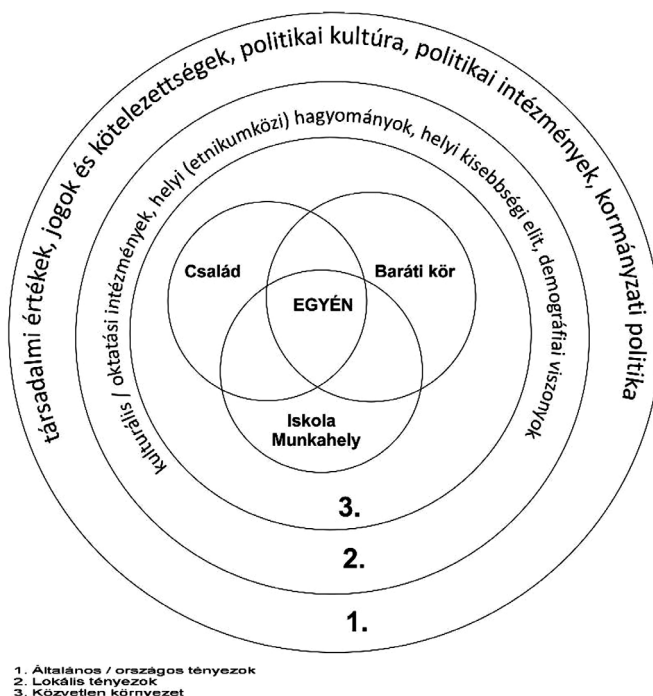 társadalmi értékek, jogok és kötelezettségek, politikai kultúra, politikai intézmények, kormányzati politika
kulturális / oktatási intézmények, helyi (etnikumközi) hagyományok, helyi kisebbségi elit, demográfiai viszonyok
Család
Baráti kör
EGYÉN
Iskola
Munkahely
3.
2.
1.
1. Általános / országos tényezok
2. Lokális tényezok
3. Közvetlen környezet